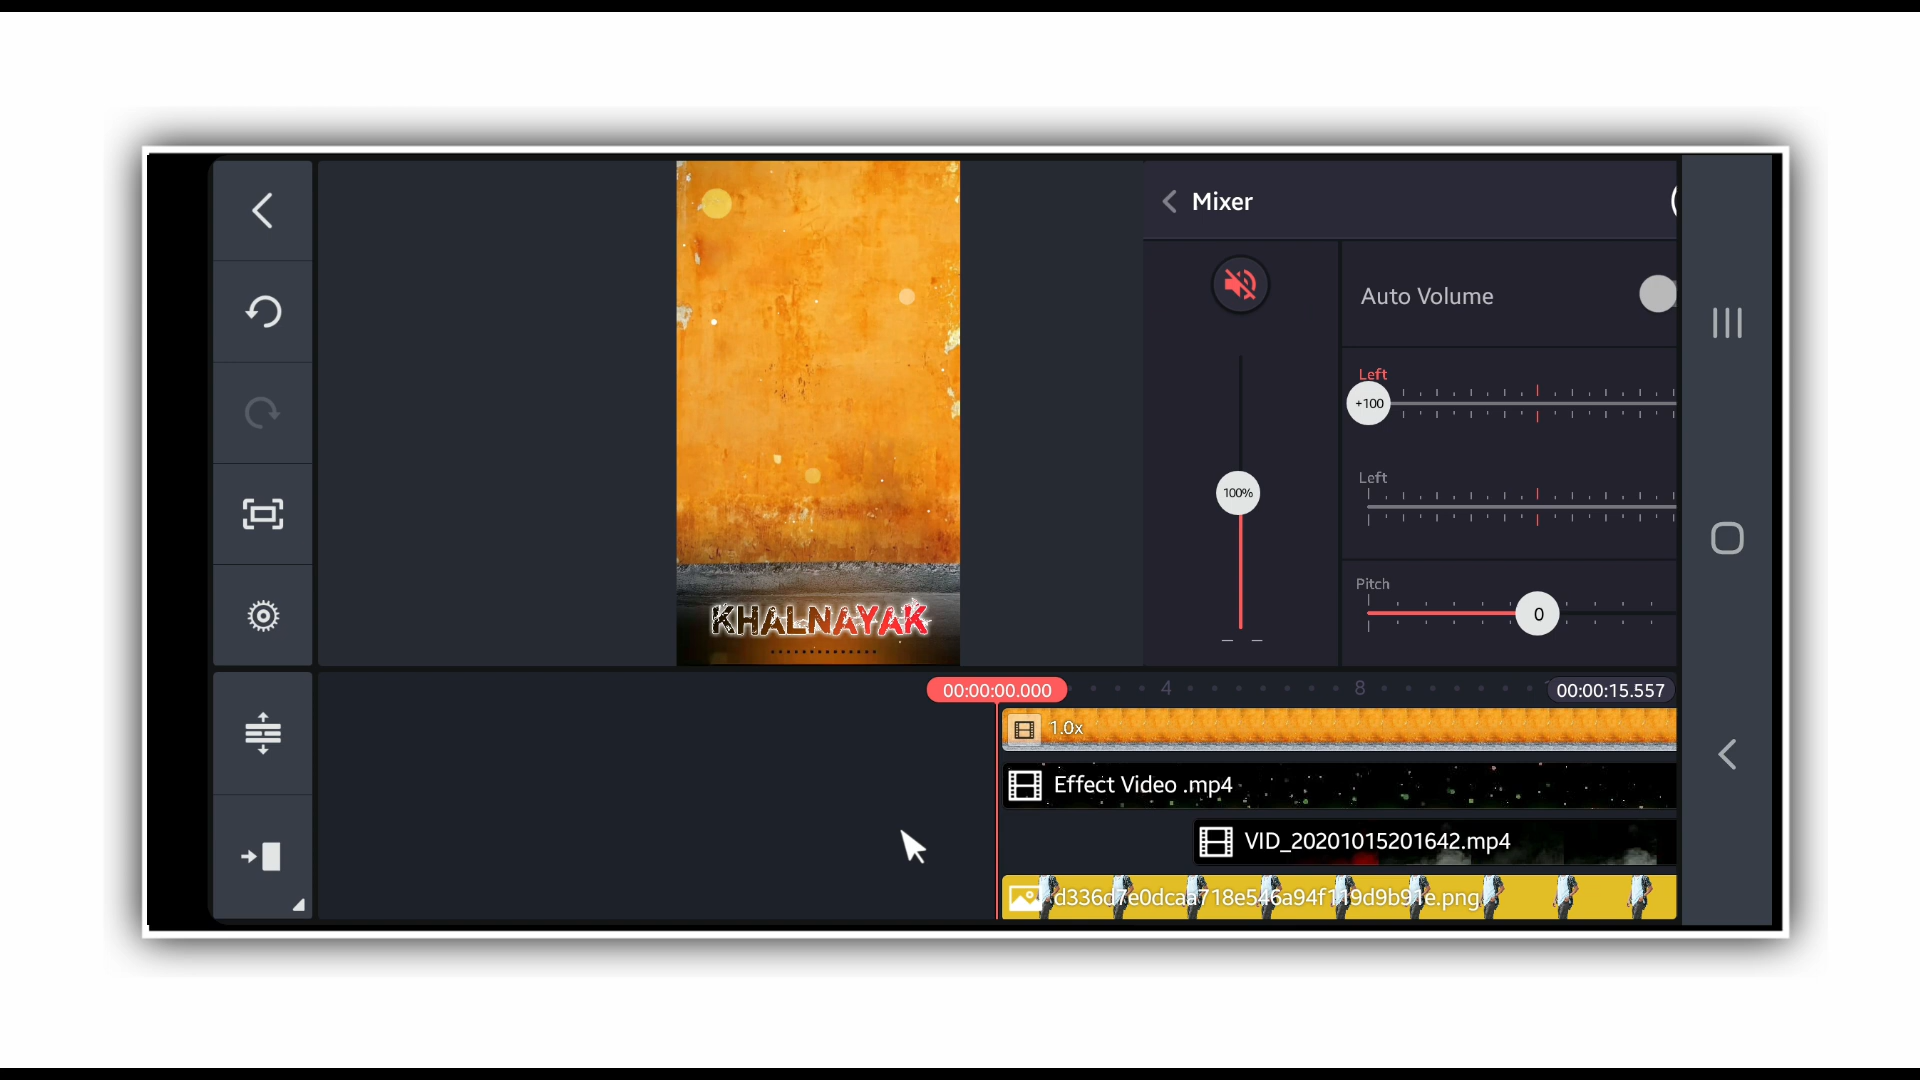 Mixer
Auto Volume
Left
+100
Left
100%
Pitch
0
KHALNAYAK
00:00:00.000
4
8
00:00:15.557
1.0x
Effect Video .mp4
VID_20201015201642.mp4
d336d7e0dcaa718e546a94f119d9b91e.png